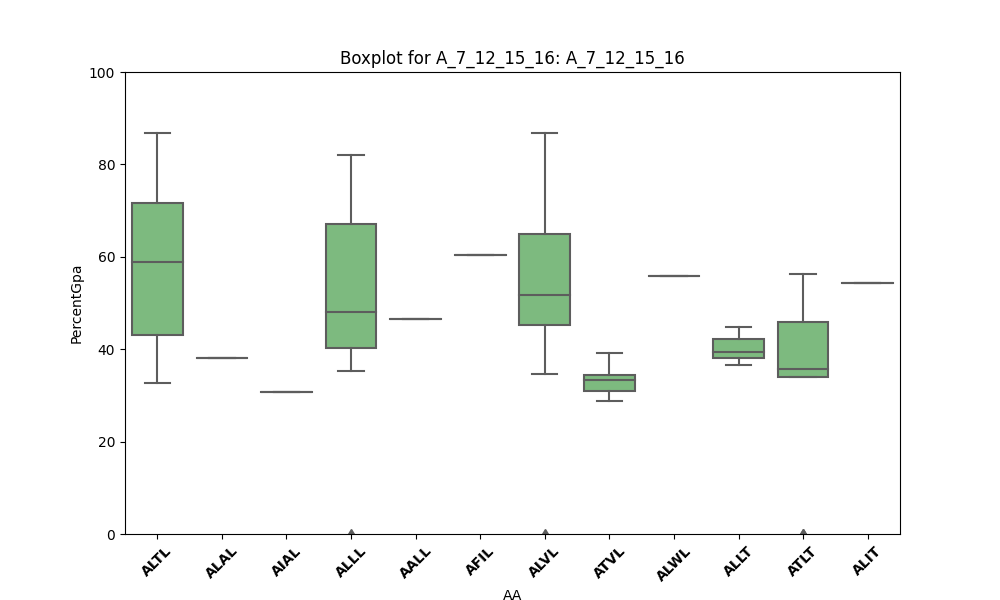 Boxplot for A_7_12_15_16: A_7_12_15_16
100
80
60
40
20
0
PercentGpa
ALTL ALAL AIAL ALLL AALL AFIL ALVL ATVL ALWL ALLT ATLT ALIT
AA